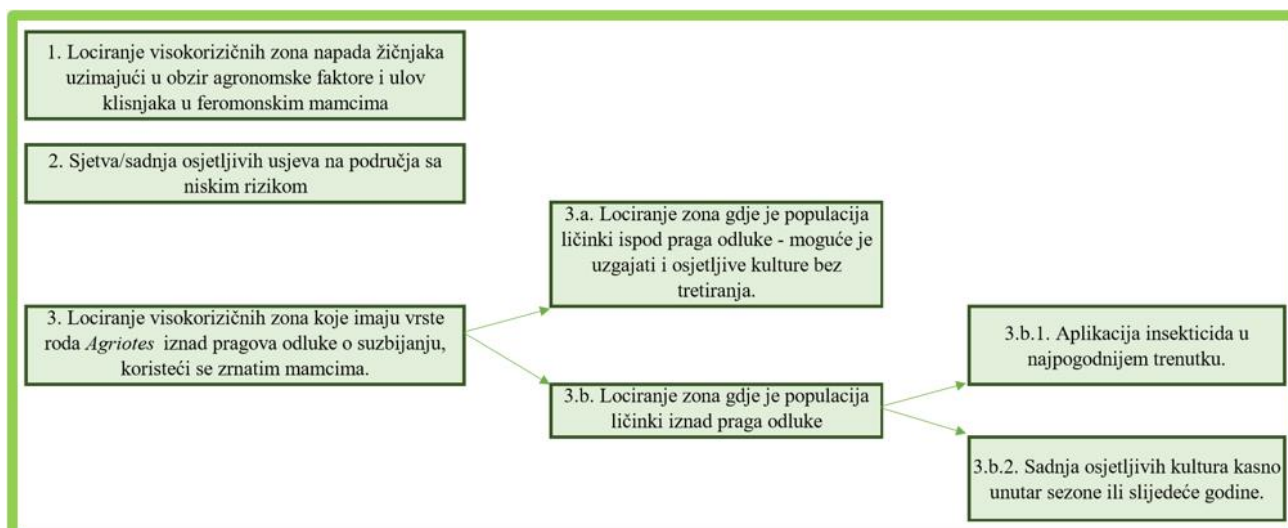 1. Lociranje visokorizičnih zona napada žičnjaka
uzimajući u obzir agronomske faktore i ulov
klisnjaka u feromonskim mamcima
2. Sjetva/sadnja osjetljivih usjeva na područja sa
niskim rizikom
3. Lociranje visokorizičnih zona koje imaju vrste
roda Agriotes iznad pragova odluke o suzbijanju,
koristeći se zrnatim mamcima.
3.a. Lociranje zona gdje je populacija
ličinki ispod praga odluke - moguće je
uzgajati i osjetljive kulture bez
tretiranja.
3.b. Lociranje zona gdje je populacija
ličinki iznad praga odluke
3.b.1. Aplikacija insekticida u
najpogodnijem trenutku.
3.b.2. Sadnja osjetljivih kultura kasno
unutar sezone ili slijedeće godine.